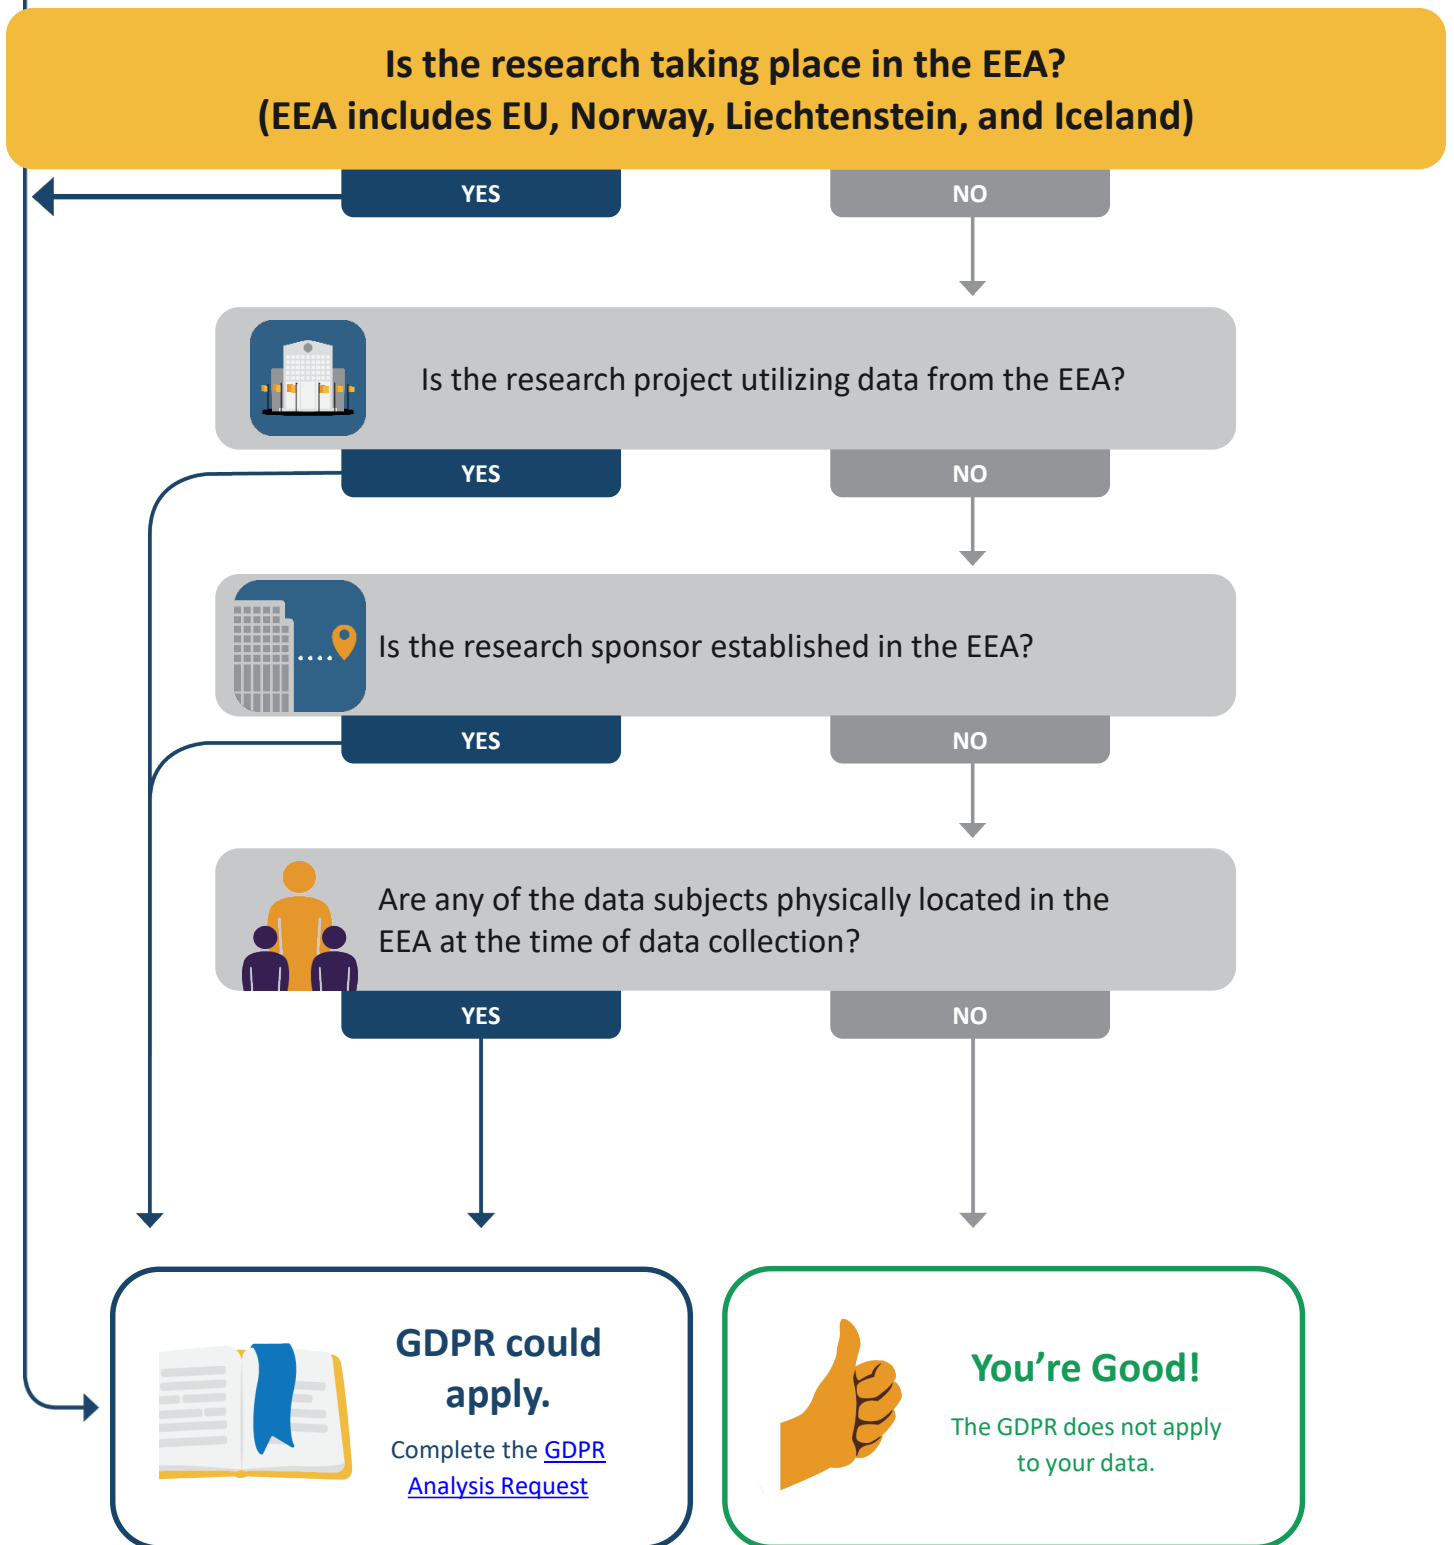 Is the research taking place in the EEA?
(EEA includes EU, Norway, Liechtenstein, and Iceland)
YES
NO
Is the research project utilizing data from the EEA?
YES
NO
Is the research sponsor established in the EEA?
YES
NO
Are any of the data subjects physically located in the
EEA at the time of data collection?
YES
NO
GDPR could
apply.
Complete the GDPR
Analysis Request
You’re Good!
The GDPR does not apply
to your data.